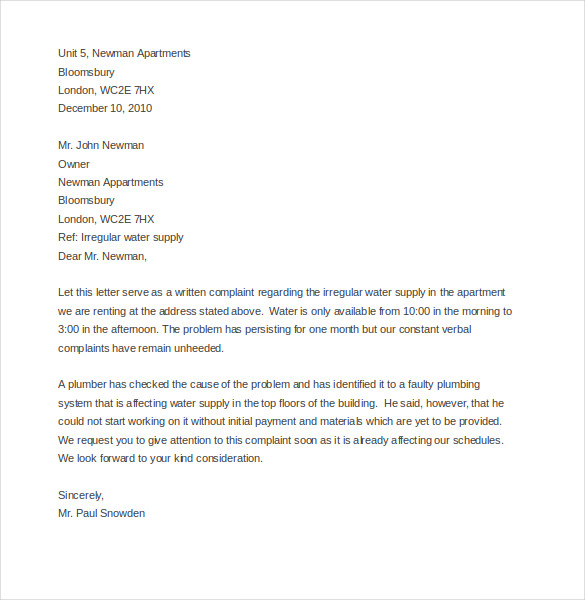 Unit 5, Newman Apartments
Bloomsbury
London, WC2E 7HX
December 10, 2010
Mr. John Newman
Owner
Newman Appartments
Bloomsbury
London, WC2E 7HX
Ref: Irregular water supply
Dear Mr. Newman,
Let this letter serve as a written complaint regarding the irregular water supply in the apartment
we are renting at the address stated above.  Water is only available from 10:00 in the morning to
3:00 in the afternoon. The problem has persisting for one month but our constant verbal
complaints have remain unheeded.
A plumber has checked the cause of the problem and has identified it to a faulty plumbing
system that is affecting water supply in the top floors of the building.  He said, however, that he
could not start working on it without initial payment and materials which are yet to be provided.
We request you to give attention to this complaint soon as it is already affecting our schedules.
We look forward to your kind consideration.
Sincerely,
Mr. Paul Snowden